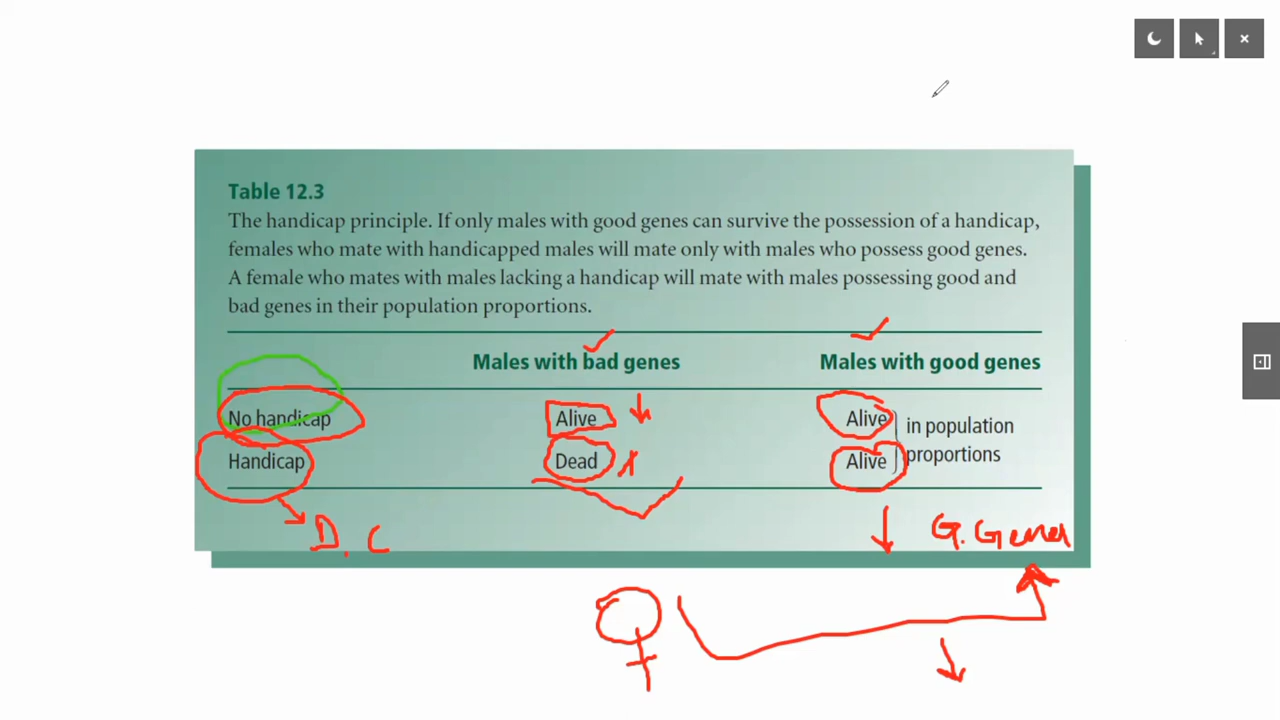 Table 12.3
The handicap principle. If only males with good genes can survive the possession of a handicap,
females who mate with handicapped males will mate only with males who possess good genes.
A female who mates with males lacking a handicap will mate with males possessing good and
bad genes in their population proportions.
Males with bad genes Males with good genes
No handicap Alive Alive in population
Handicap Dead Alive proportions
D. C G. Genes